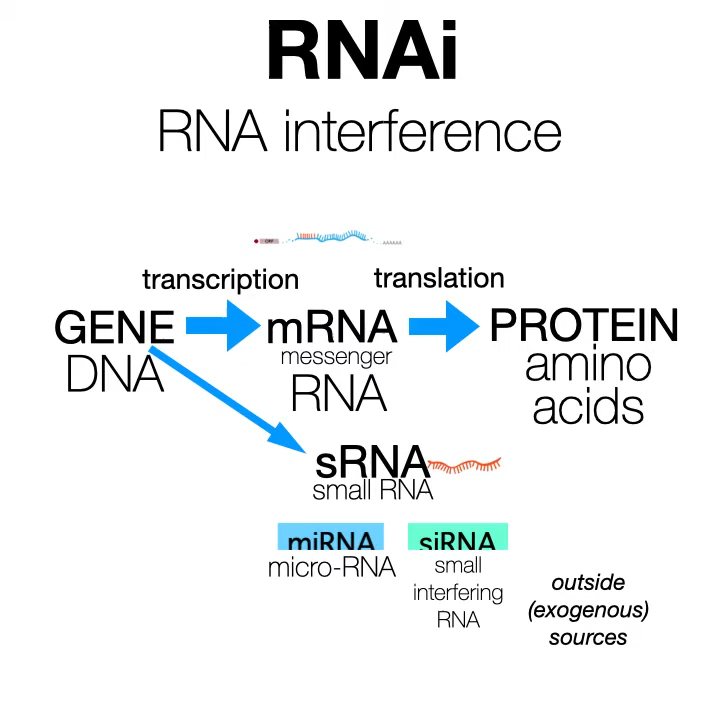 RNAi
RNA interference
AAAAAA
transcription
translation
GENE
DNA
mRNA
messenger
RNA
PROTEIN
amino
acids
sRNA
small RNA
miRNA
micro-RNA
siRNA
small
interfering
RNA
outside
(exogenous)
sources